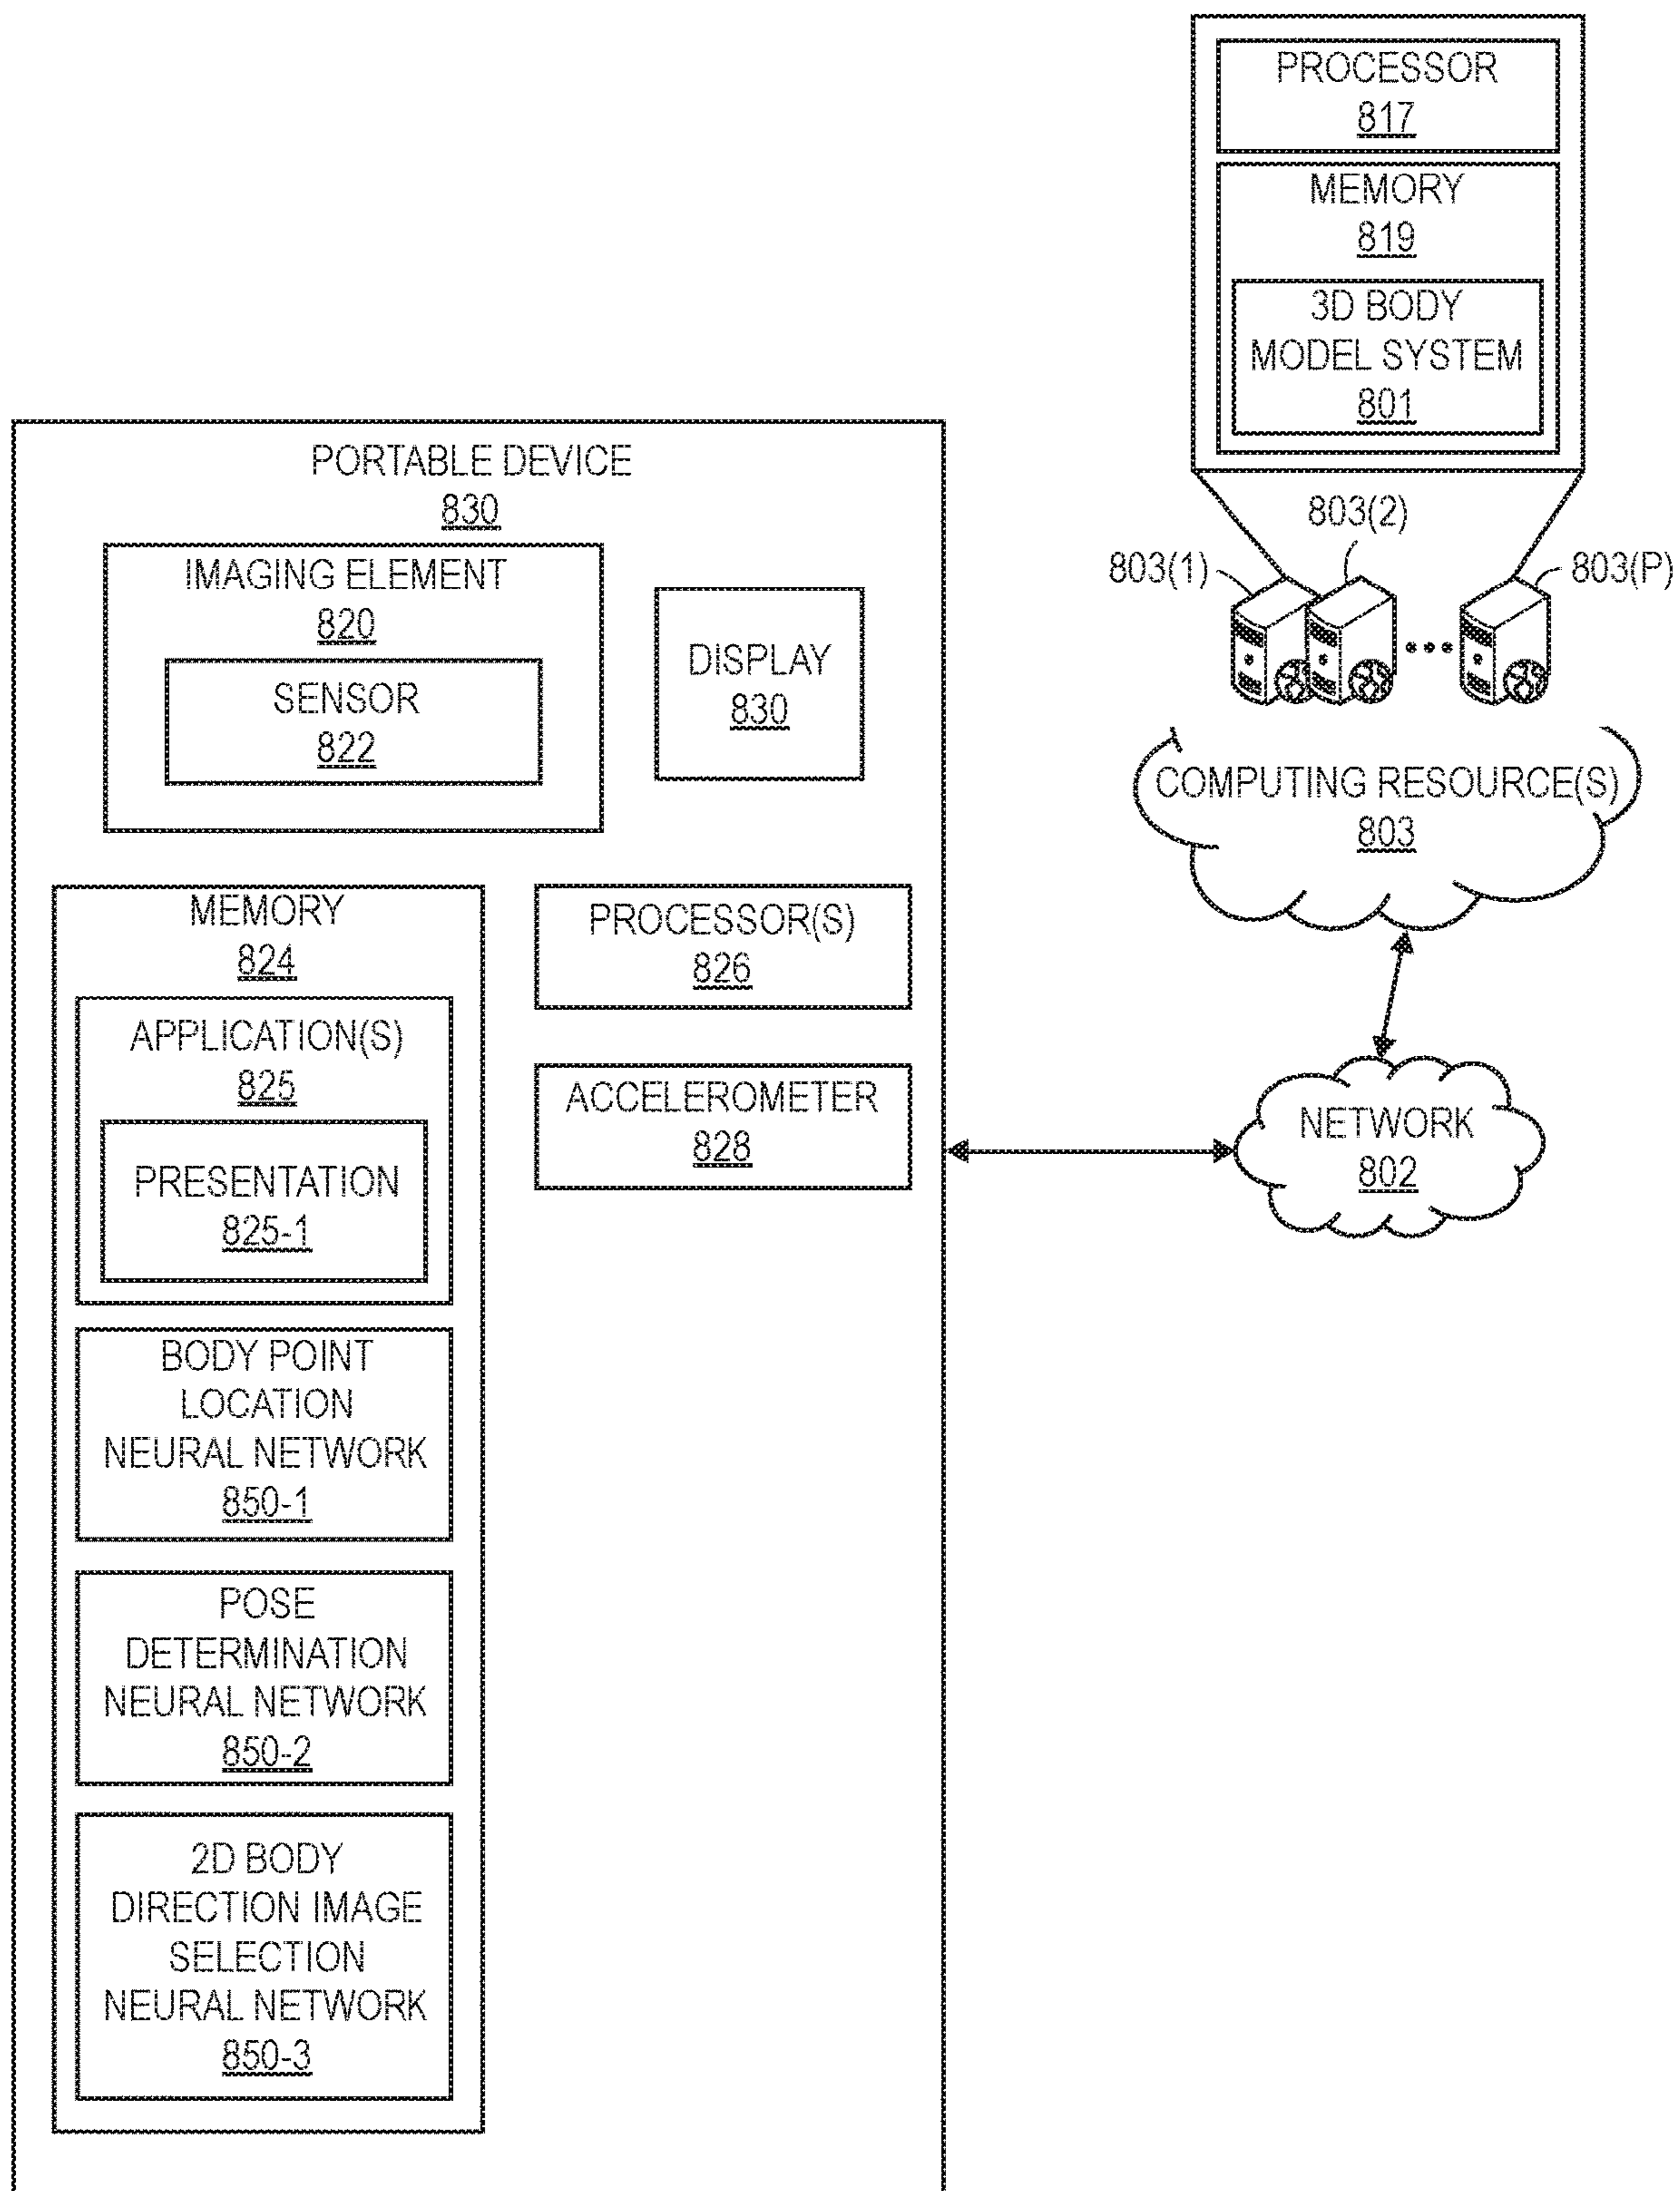 PROCESSOR
817
MEMORY
819
3D BODY
MODEL SYSTEM
801
803(1)
803(2)
803(P)
COMPUTING RESOURCE(S)
803
NETWORK
802
PORTABLE DEVICE
830
IMAGING ELEMENT
820
SENSOR
822
DISPLAY
830
MEMORY
824
APPLICATION(S)
825
PRESENTATION
825-1
BODY POINT
LOCATION
NEURAL NETWORK
850-1
POSE
DETERMINATION
NEURAL NETWORK
850-2
2D BODY
DIRECTION IMAGE
SELECTION
NEURAL NETWORK
850-3
PROCESSOR(S)
826
ACCELEROMETER
828